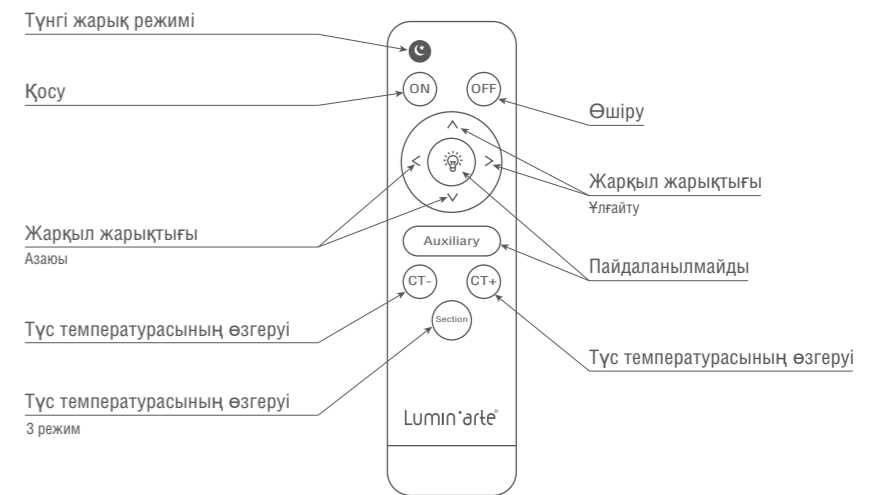 Түнгі жарық режимі
Қосу
ON
OFF
Өшіру
Жарқыл жарықтығы
Ұлғайту
Жарқыл жарықтығы
Азаюы
Auxiliary
Пайдаланылмайды
CT-
CT+
Түс температурасының өзгеруі
Section
Түс температурасының өзгеруі
Түс температурасының өзгеруі
3 режим
Lumin'arte®